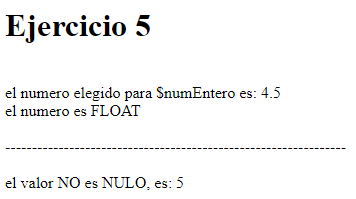 Ejercicio 5
el numero elegido para $numEntero es: 4.5
el numero es FLOAT
----------------------------------------------------------------
el valor NO es NULO, es: 5